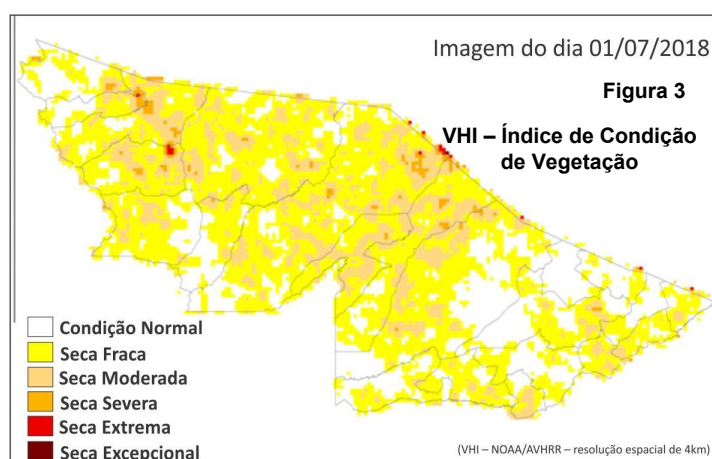 Imagem do dia 01/07/2018
Figura 3
VHI – Índice de Condição
de Vegetação
Condição Normal
Seca Fraca
Seca Moderada
Seca Severa
Seca Extrema
Seca Excepcional
(VHI – NOAA/AVHRR – resolução espacial de 4km)